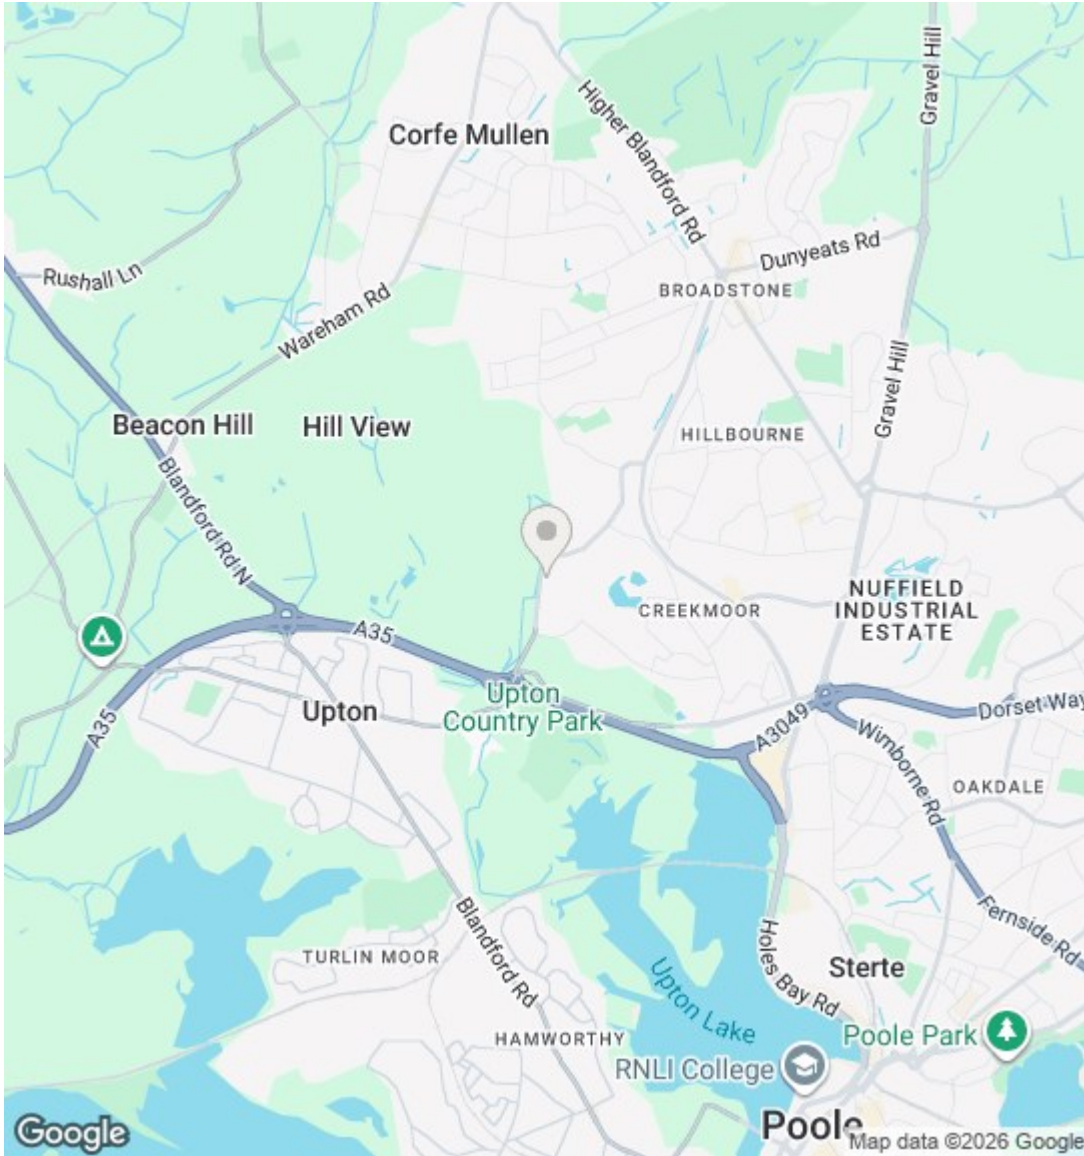 Gravel Hill
Higher Blandford Rd
Corfe Mullen
Dunyeats Rd
Rushall Ln
BROADSTONE
Wareham Rd
Gravel Hill
Beacon Hill
Hill View
HILLBOURNE
Blandford Rd N
NUFFIELD
INDUSTRIAL
ESTATE
CREEKMOOR
A35
Upton
Country Park
Upton
A35
A3049
Dorset Way
Wimborne Rd
OAKDALE
Blandford Rd
Fernside Rd
TURLIN MOOR
Holes Bay Rd
Sterte
Upton Lake
HAMWORTHY
Poole Park
RNLI College
Poole
Google
Map data ©2026 Google